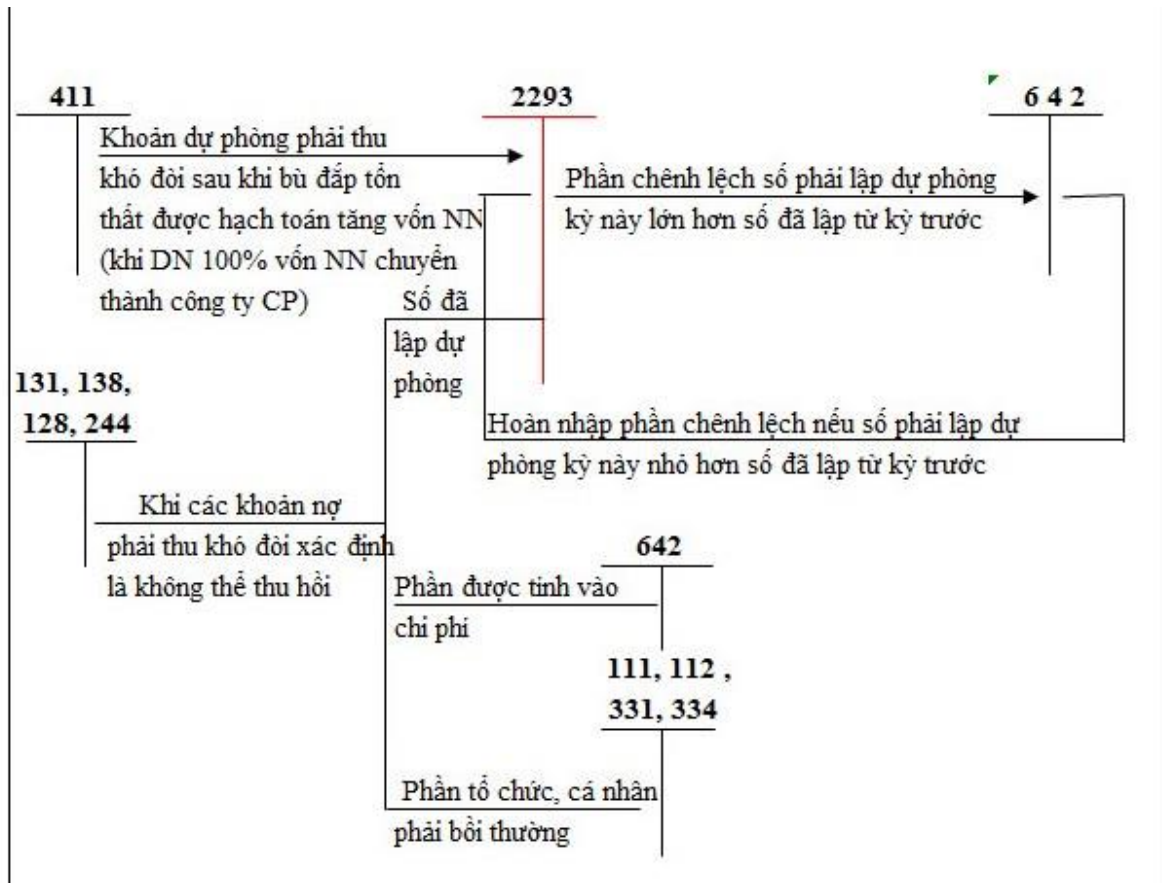 411
2293
6 4 2
Khoản dự phòng phải thu
khó đòi sau khi bù đắp tổn
thất được hạch toán tăng vốn NN
(khi DN 100% vốn NN chuyển
thành công ty CP)
Phần chênh lệch số phải lập dự phòng
kỳ này lớn hơn số đã lập từ kỳ trước
Số đã
lập dự
phòng
131, 138,
128, 244
Hoàn nhập phần chênh lệch nếu số phải lập dự
phòng kỳ này nhỏ hơn số đã lập từ kỳ trước
Khi các khoản nợ
phải thu khó đòi xác định
là không thể thu hồi
642
Phần được tính vào
chi phí
111, 112 ,
331, 334
Phần tổ chức, cá nhân
phải bồi thường